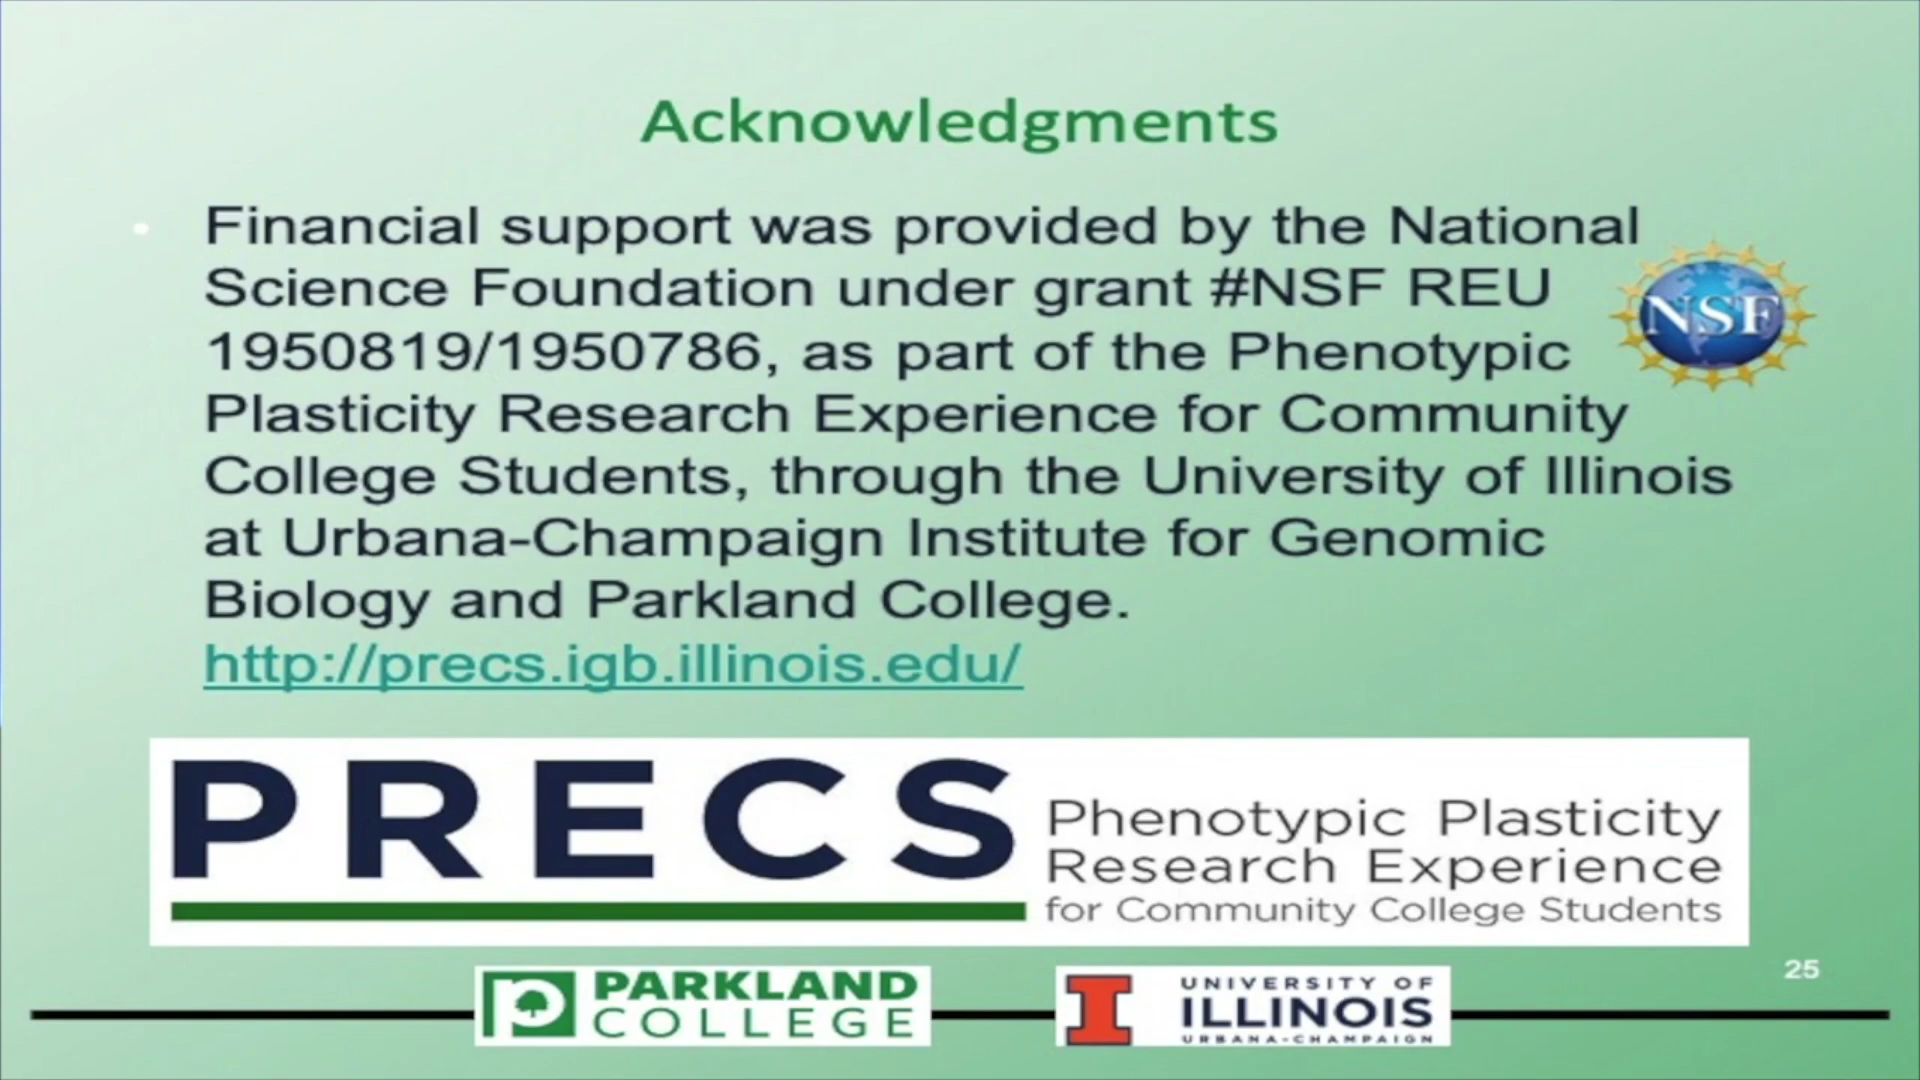 Acknowledgments
Financial support was provided by the National
Science Foundation under grant #NSF REU
1950819/1950786, as part of the Phenotypic
Plasticity Research Experience for Community
College Students, through the University of Illinois
at Urbana-Champaign Institute for Genomic
Biology and Parkland College.
http://precs.igb.illinois.edu/
NSF
PRECS
Phenotypic Plasticity
Research Experience
for Community College Students
25
PARKLAND
COLLEGE
UNIVERSITY OF
ILLINOIS
URBANA-CHAMPAIGN